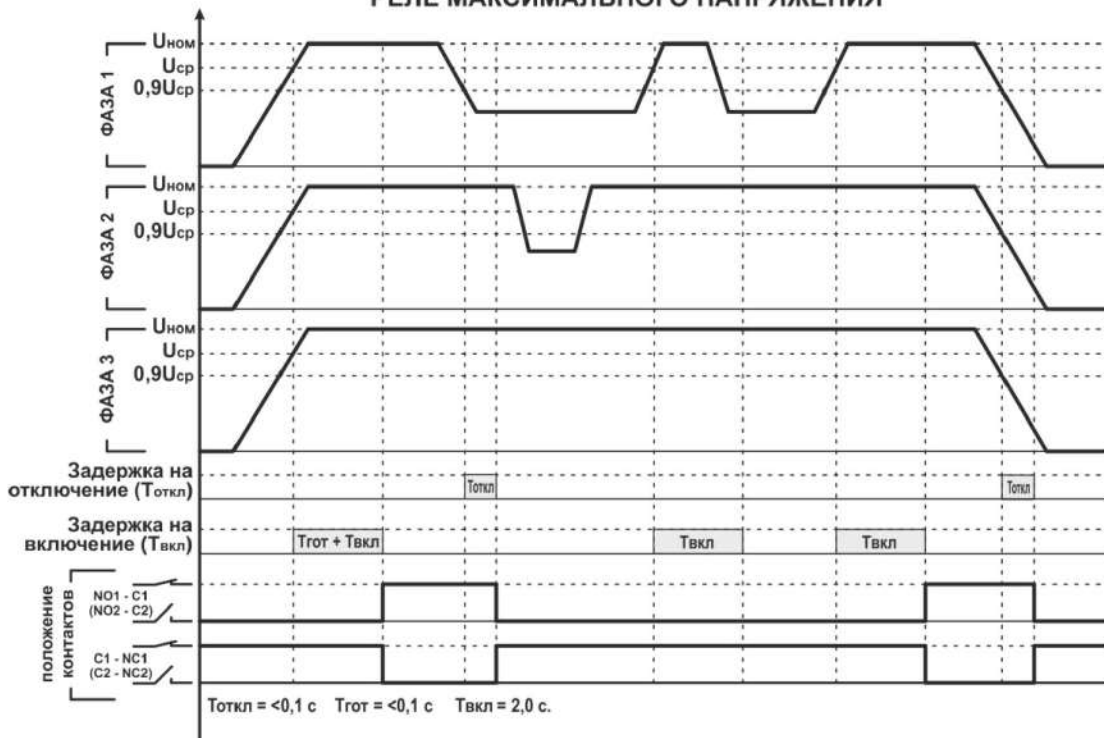 РЕЛЕ МАКСИМАЛЬНОГО НАПРЯЖЕНИЯ
ФАЗА 1
Uном
Uср
0,9Uср
ФАЗА 2
Uном
Uср
0,9Uср
ФАЗА 3
Uном
Uср
0,9Uср
Задержка на
отключение (Тоткл)
Тоткл
Тоткл
Задержка на
включение (Твкл)
Тгот + Твкл
Твкл
Твкл
положение
контактов
NO1 - C1
(NO2 - C2)
C1 - NC1
(C2 - NC2)
Тоткл = <0,1 с Тгот = <0,1 с Твкл = 2,0 с.